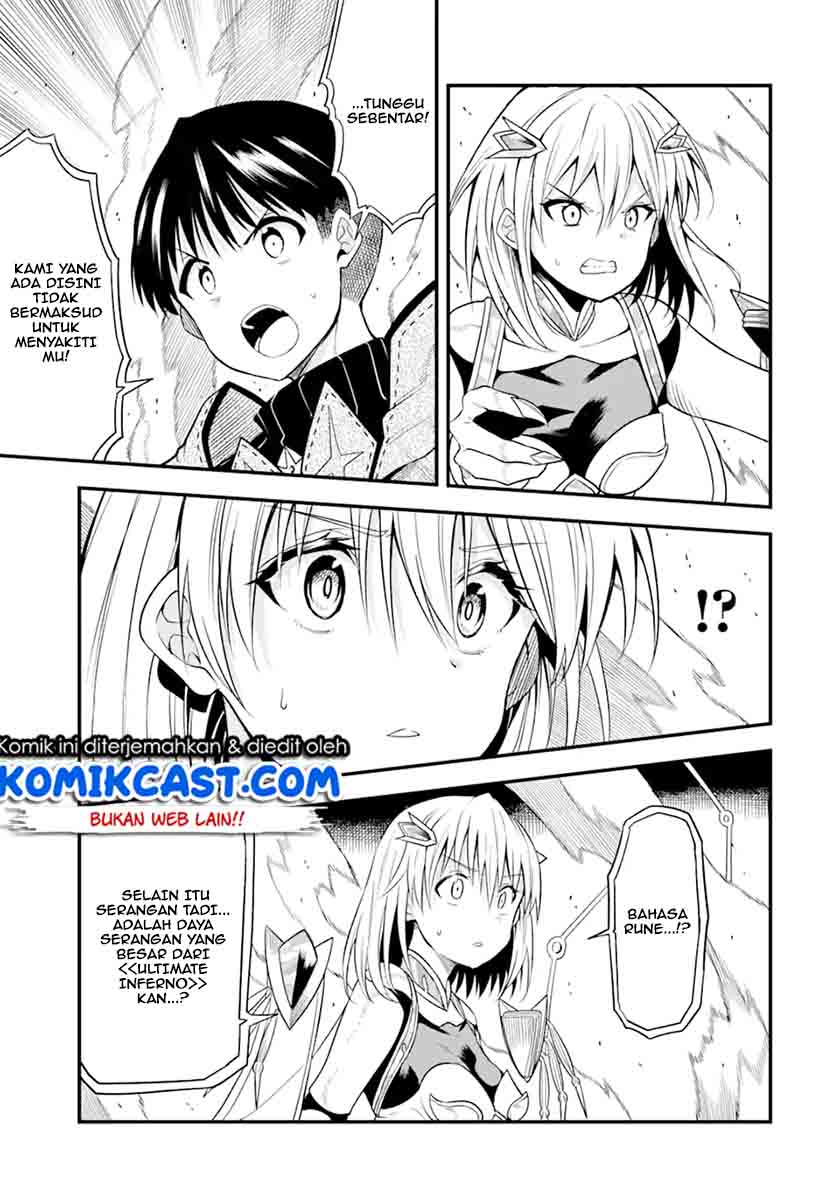 ...TUNGGU
SEBENTAR!
KAMI YANG
ADA DISINI
TIDAK
BERMAKSUD
UNTUK
MENYAKITI
MU!
!?
Komik ini diterjemahkan & diedit oleh
KOMIKCAST.COM
BUKAN WEB LAIN!!
BAHASA
RUNE...!?
SELAIN ITU
SERANGAN TADI...
ADALAH DAYA
SERANGAN YANG
BESAR DARI
<<ULTIMATE
INFERNO>>
KAN...?